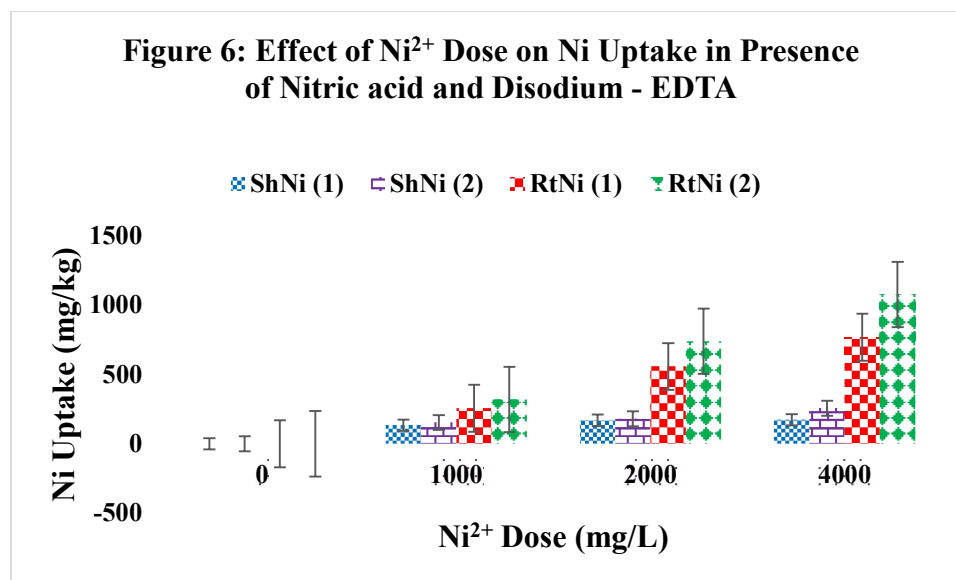 Figure 6: Effect of Ni²⁺ Dose on Ni Uptake in Presence
of Nitric acid and Disodium - EDTA
ShNi (1) ShNi (2) RtNi (1) RtNi (2)
Ni Uptake (mg/kg)
1500
1000
500
0
-500
0 1000 2000 4000
Ni²⁺ Dose (mg/L)